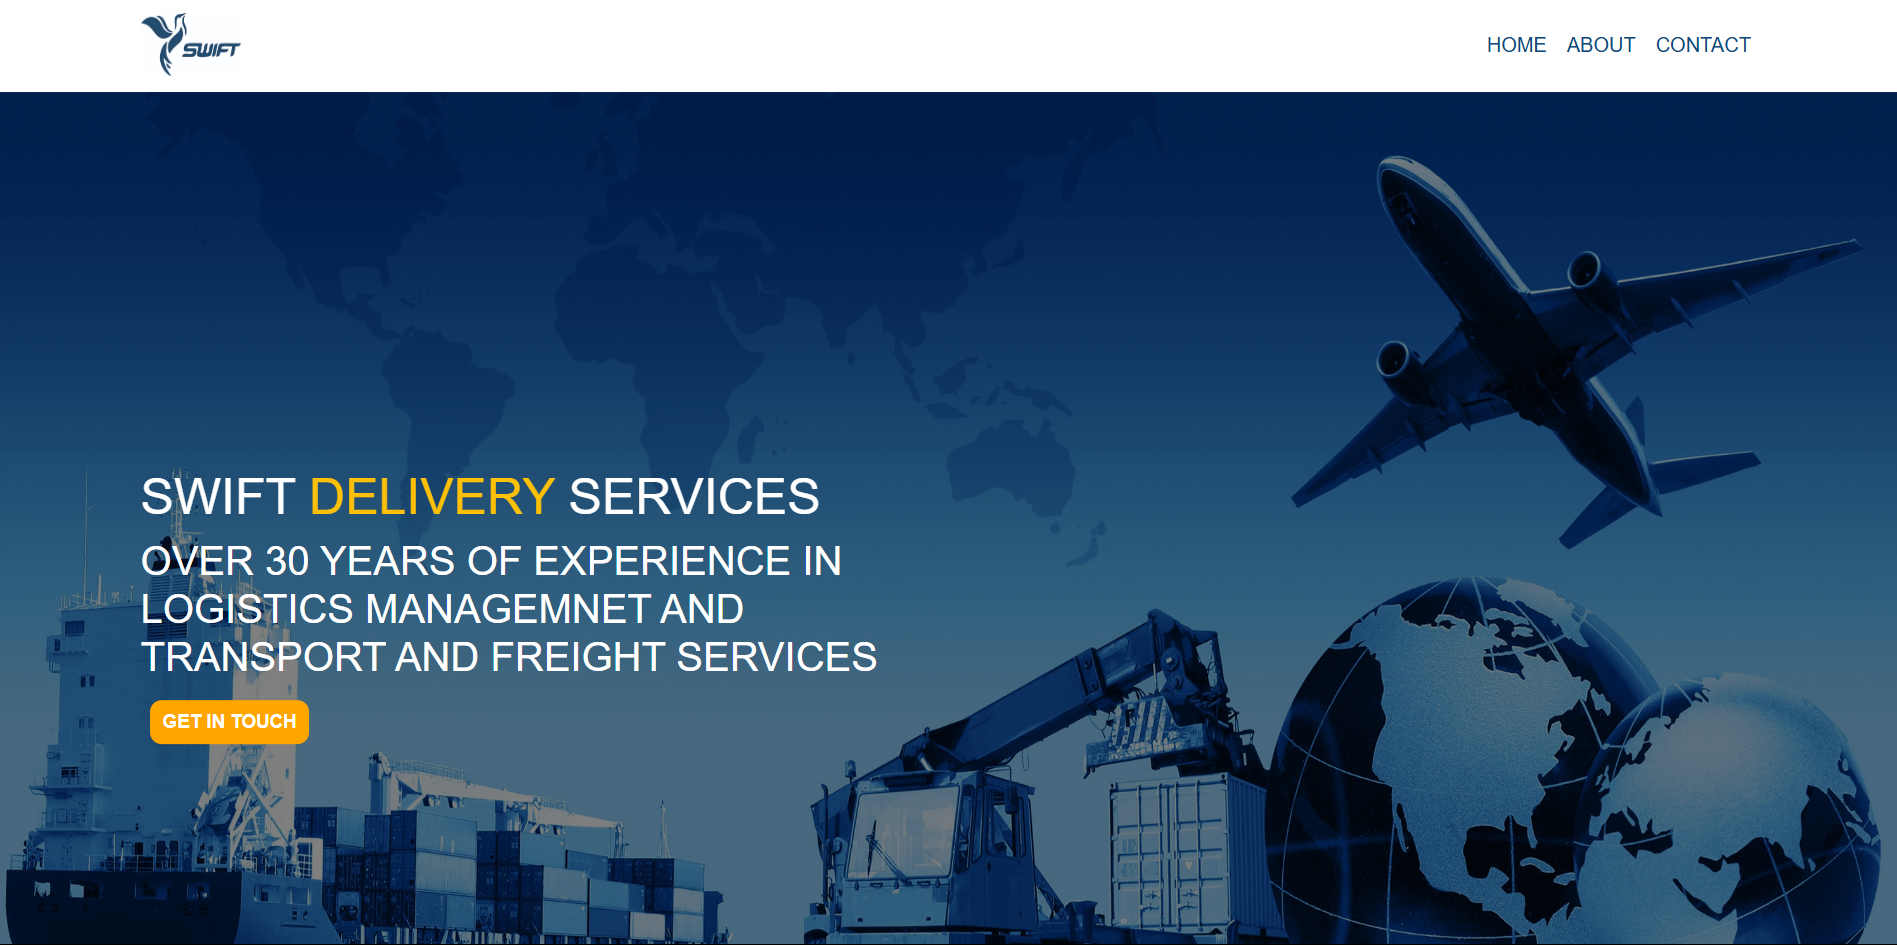 SWIFT
HOME ABOUT CONTACT
SWIFT DELIVERY SERVICES
OVER 30 YEARS OF EXPERIENCE IN
LOGISTICS MANAGEMNET AND
TRANSPORT AND FREIGHT SERVICES
GET IN TOUCH